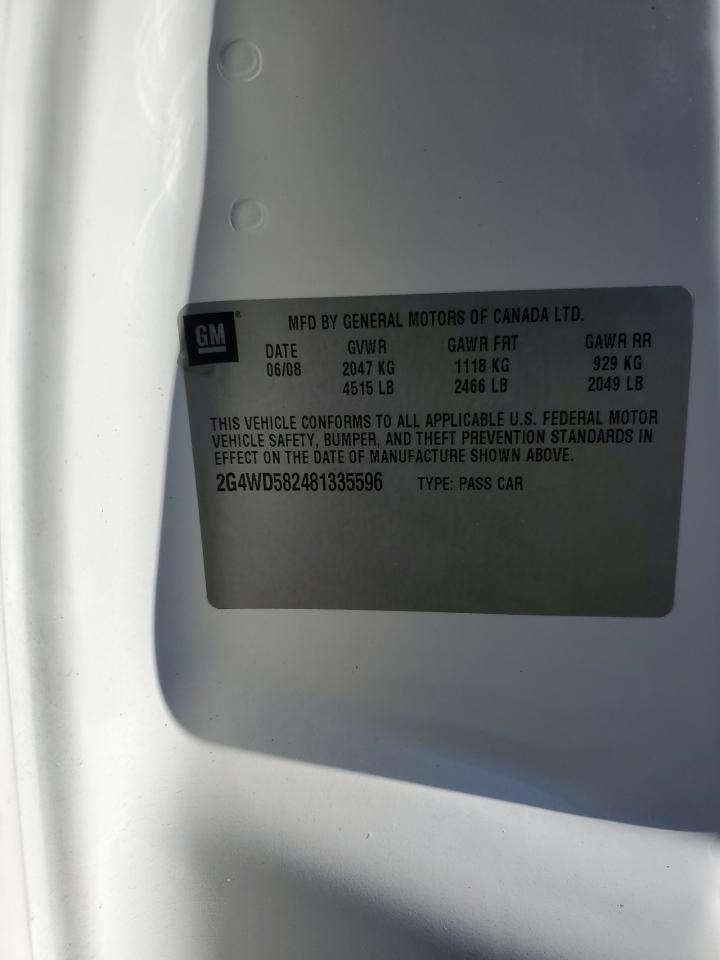 GM®
MFD BY GENERAL MOTORS OF CANADA LTD.
DATE GVWR GAWR FRT GAWR RR
06/08 2047 KG 1118 KG 929 KG
4515 LB 2466 LB 2049 LB
THIS VEHICLE CONFORMS TO ALL APPLICABLE U.S. FEDERAL MOTOR
VEHICLE SAFETY, BUMPER, AND THEFT PREVENTION STANDARDS IN
EFFECT ON THE DATE OF MANUFACTURE SHOWN ABOVE.
2G4WD582481335596 TYPE: PASS CAR